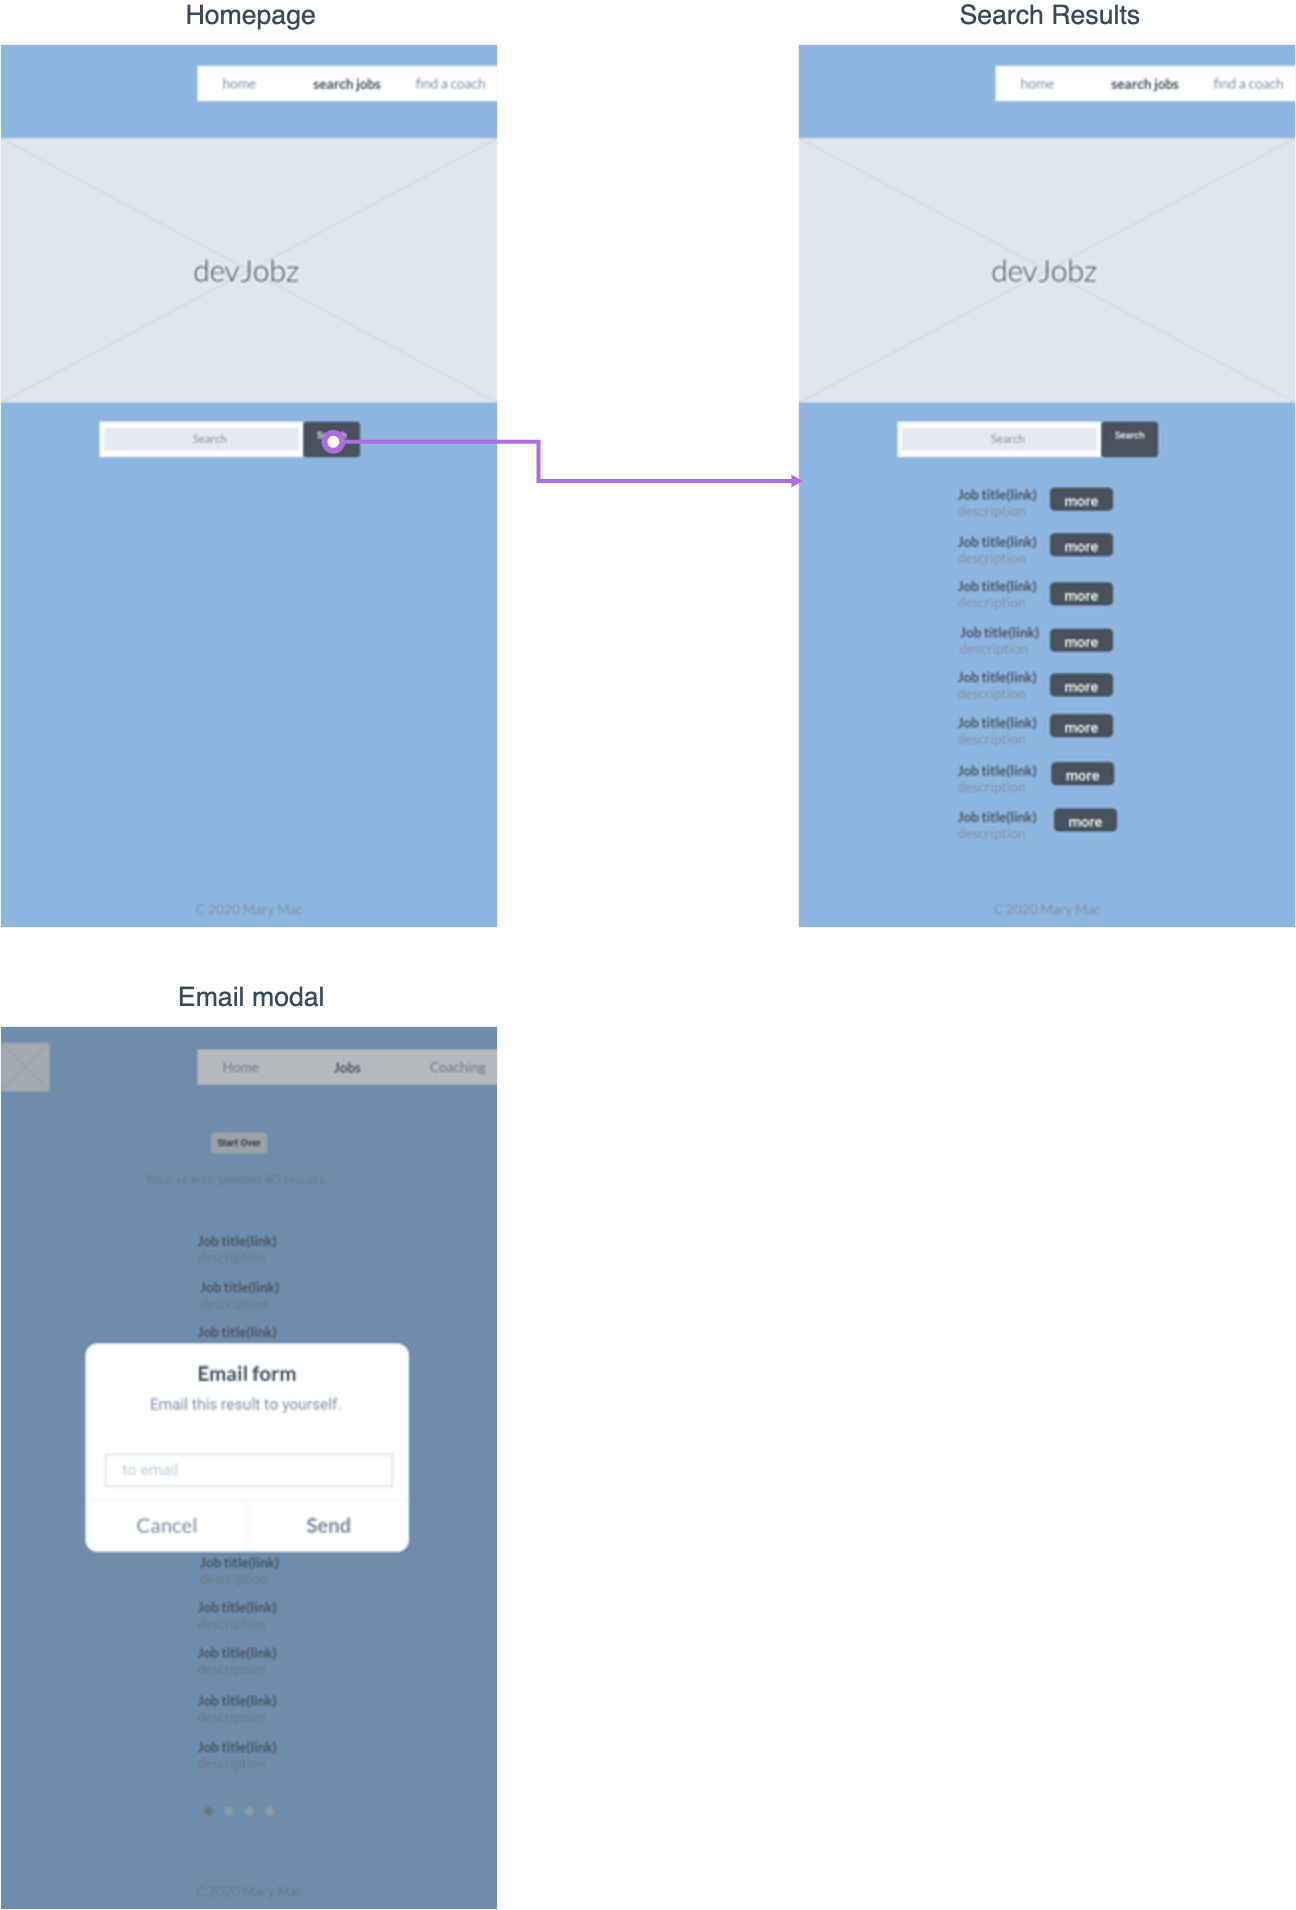 Homepage
home search jobs find a coach
devJobz
Search
C 2020 Mary Mac
Search Results
home search jobs find a coach
devJobz
Search Search
Job title(link) more
description
Job title(link) more
description
Job title(link) more
description
Job title(link) more
description
Job title(link) more
description
Job title(link) more
description
Job title(link) more
description
Job title(link) more
description
C 2020 Mary Mac
Email modal
Home Jobs Coaching
Start Over
Your search yielded 40 results.
Job title(link)
description
Job title(link)
description
Job title(link)
Email form
Email this result to yourself.
to email
Cancel Send
Job title(link)
description
Job title(link)
description
Job title(link)
description
Job title(link)
description
Job title(link)
description
C 2020 Mary Mac